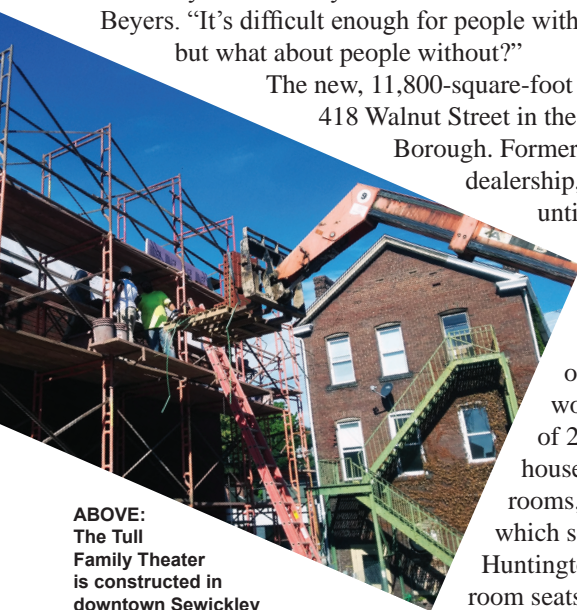 Beyers. “It’s difficult enough for people with
but what about people without?”
The new, 11,800-square-foot
418 Walnut Street in the
Borough. Former
dealership,
unti
9
wo
of 2
house
rooms,
which s
Huntingt
room seats
ABOVE:
The Tull
Family Theater
is constructed in
downtown Sewickley